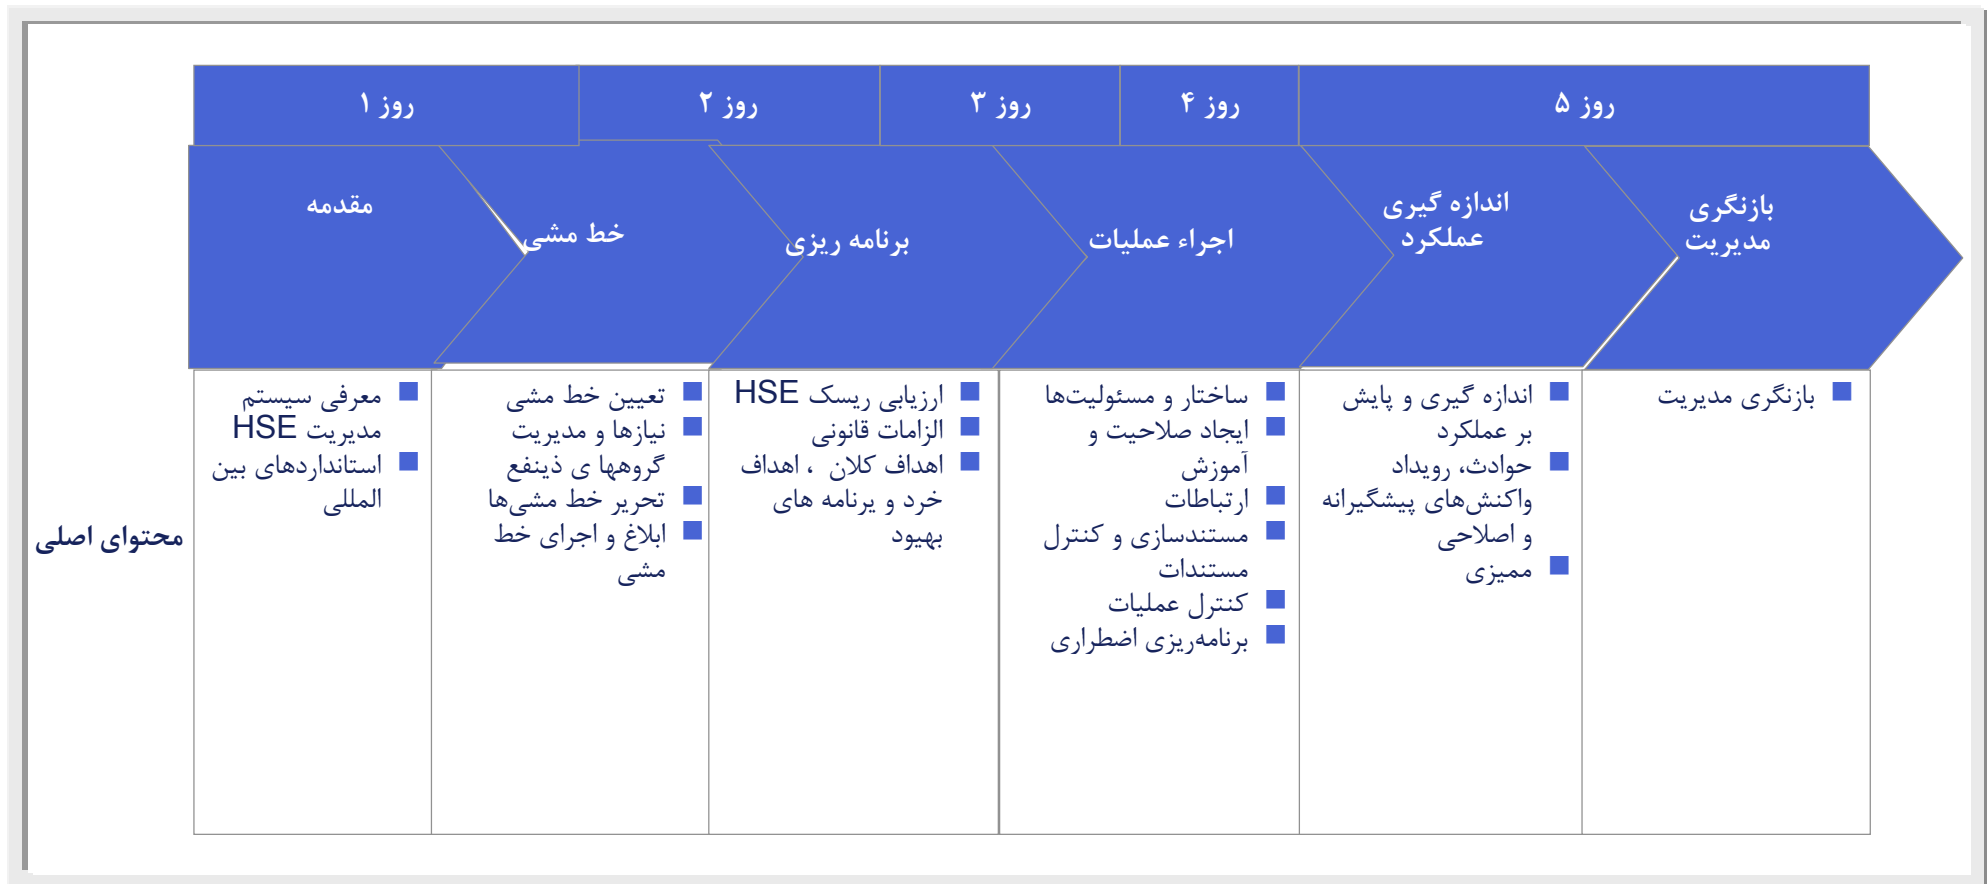 روز ۱
روز ۲
روز ۳
روز ۴
روز ۵
مقدمه
خط مشی
برنامه ریزی
اجراء عملیات
اندازه گیری
عملکرد
بازنگری
مدیریت
محتوای اصلی
معرفی سیستم
مدیریت HSE
استانداردهای بین
المللی
تعیین خط مشی
نیازها و مدیریت
گروهها ی ذینفع
تحریر خط مشی‌ها
ابلاغ و اجرای خط
مشی
ارزیابی ریسک HSE
الزامات قانونی
اهداف کلان ، اهداف
خرد و یرنامه های
بهبود
ساختار و مسئولیت‌ها
ایجاد صلاحیت و
آموزش
ارتباطات
مستندسازی و کنترل
مستندات
کنترل عملیات
برنامه‌ریزی اضطراری
اندازه گیری و پایش
بر عملکرد
حوادث، رویداد
واکنش‌های پیشگیرانه
و اصلاحی
ممیزی
بازنگری مدیریت